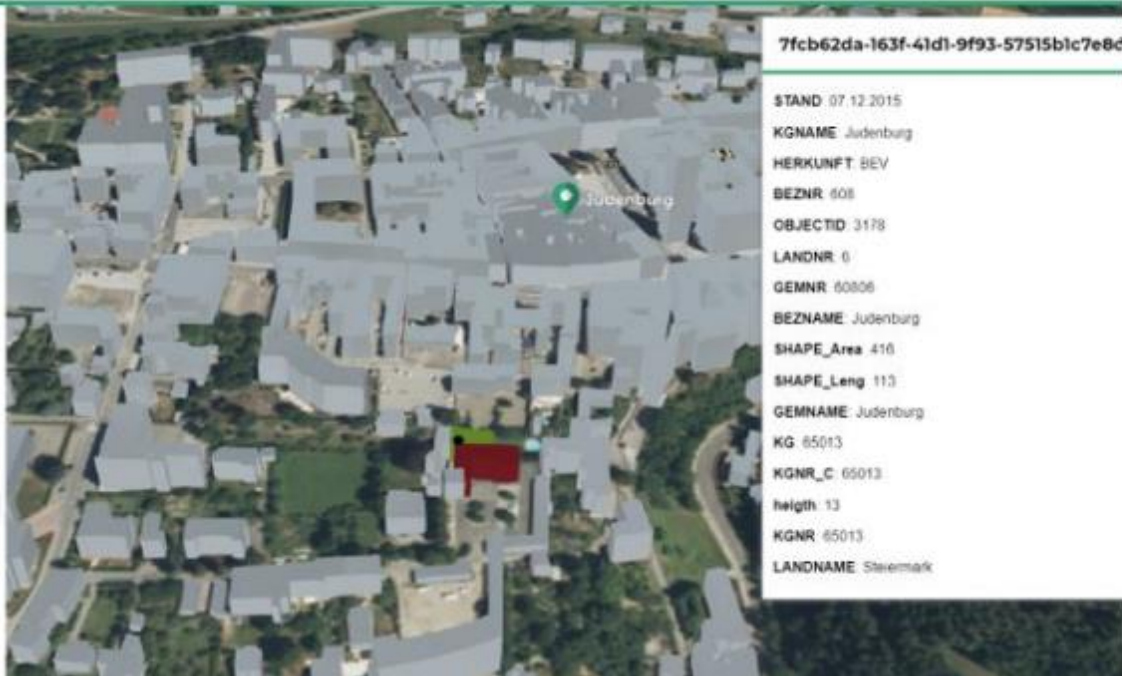 7fcb62da-163f-41d1-9f93-57515b1c7e8d
STAND 07.12.2015
KGNAME Judenburg
HERKUNFT BEV
BEZNR 608
OBJECTID 3178
LANDNR 6
GEMNR 60806
BEZNAME Judenburg
SHAPE_Area 416
SHAPE_Leng 113
GEMNAME Judenburg
KG 65013
KGNR_C 65013
heigth 13
KGNR 65013
LANDNAME Steiermark
Judenburg